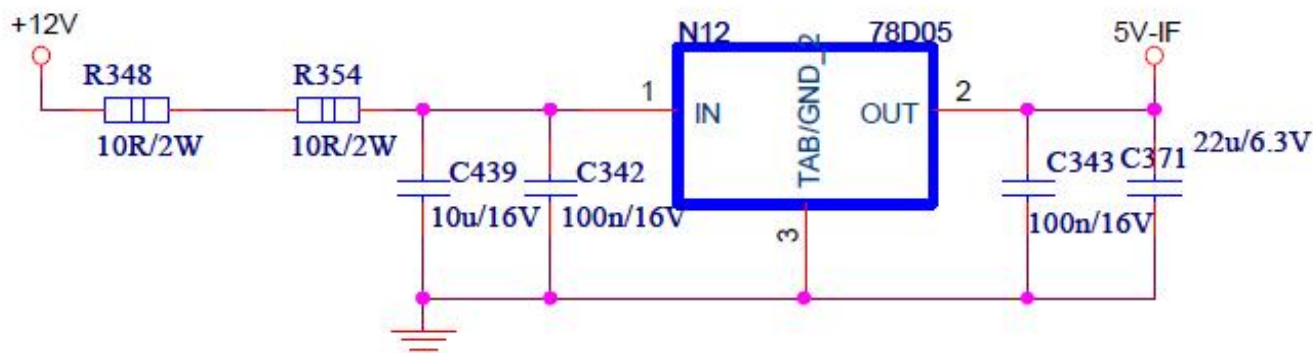 +12V
R348
10R/2W
R354
10R/2W
C439
10u/16V
C342
100n/16V
N12
78D05
1
IN
TAB/GND_2
OUT
2
3
5V-IF
C343
100n/16V
C371
22u/6.3V